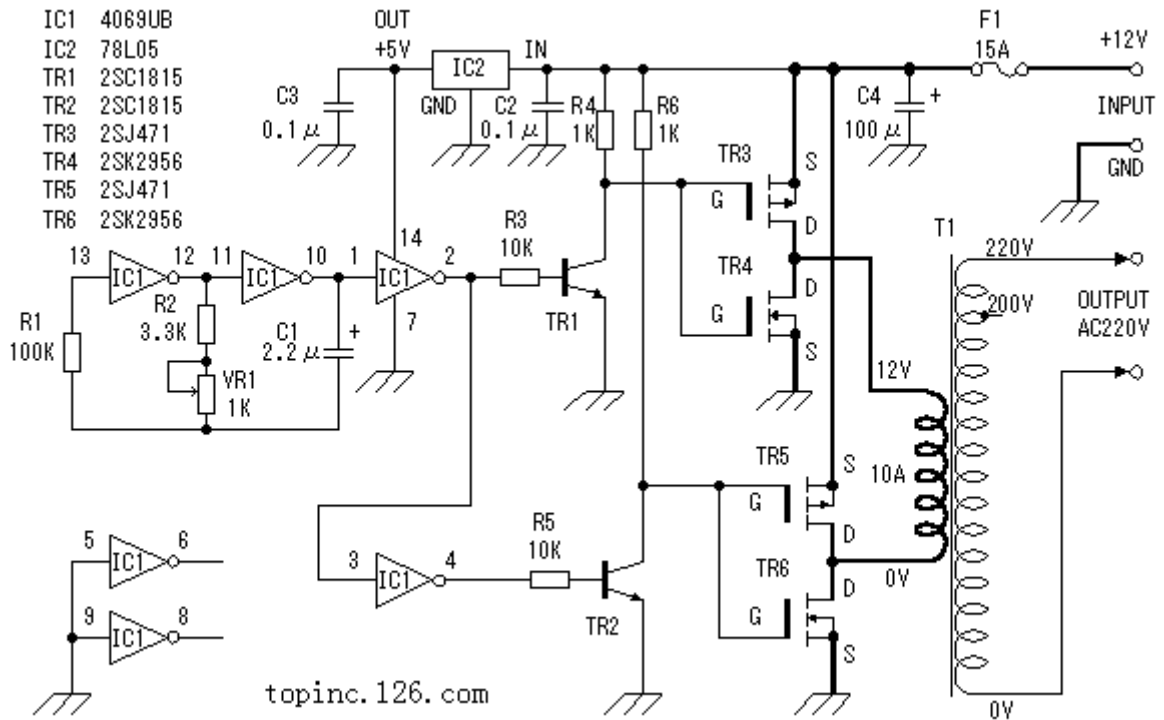 IC1 4069UB
IC2 78L05
TR1 2SC1815
TR2 2SC1815
TR3 2SJ471
TR4 2SK2956
TR5 2SJ471
TR6 2SK2956
OUT
+5V
IC2
IN
GND
C3
0.1μ
C2
0.1μ
R4
1K
R6
1K
C4
+
100μ
F1
15A
+12V
INPUT
GND
TR3
S
G
D
TR4
D
G
S
13
IC1
12
11
IC1
10
1
14
IC1
2
7
R3
10K
TR1
R1
100K
R2
3.3K
VR1
1K
C1
+
2.2μ
T1
220V
200V
OUTPUT
AC220V
12V
10A
0V
0V
TR5
S
G
D
TR6
D
G
S
3
IC1
4
R5
10K
TR2
5
IC1
6
9
IC1
8
topinc.126.com